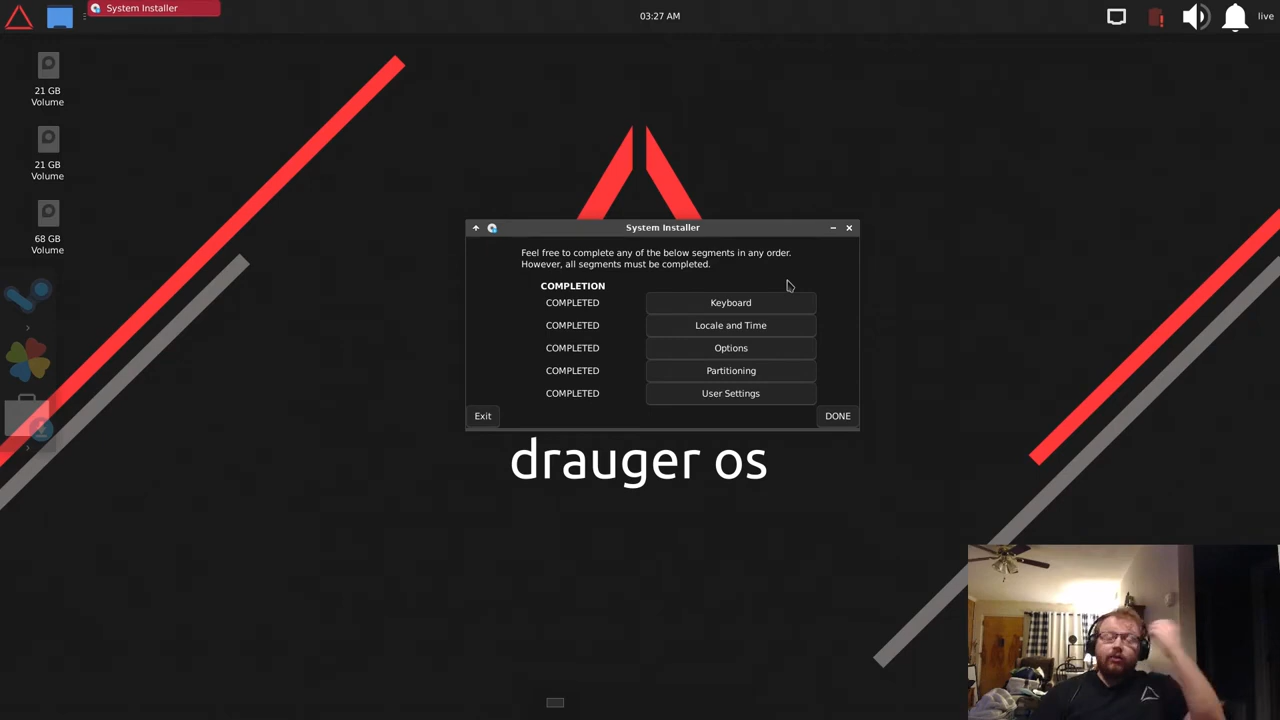 System Installer
03:27 AM
live
21 GB
Volume
21 GB
Volume
68 GB
Volume
System Installer
Feel free to complete any of the below segments in any order.
However, all segments must be completed.
COMPLETION
COMPLETED Keyboard
COMPLETED Locale and Time
COMPLETED Options
COMPLETED Partitioning
COMPLETED User Settings
Exit DONE
drauger os